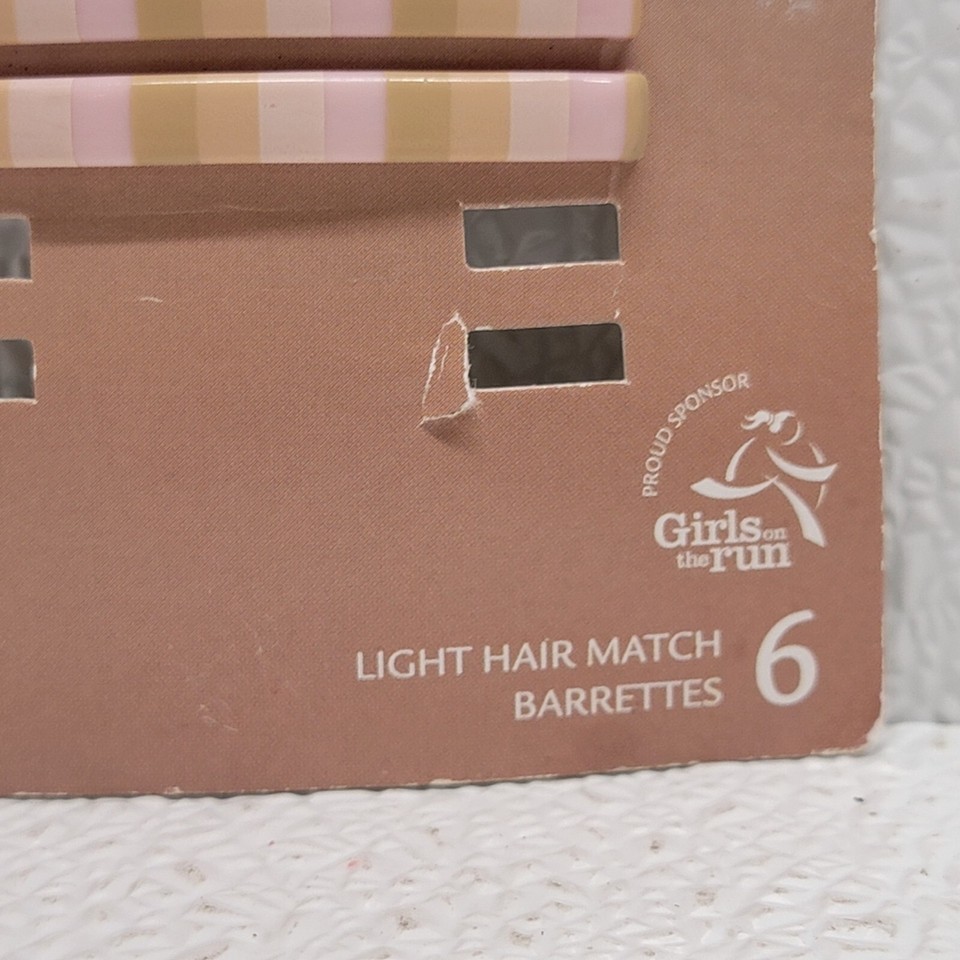 PROUD SPONSOR
Girls on
the run
LIGHT HAIR MATCH
BARRETTES
6